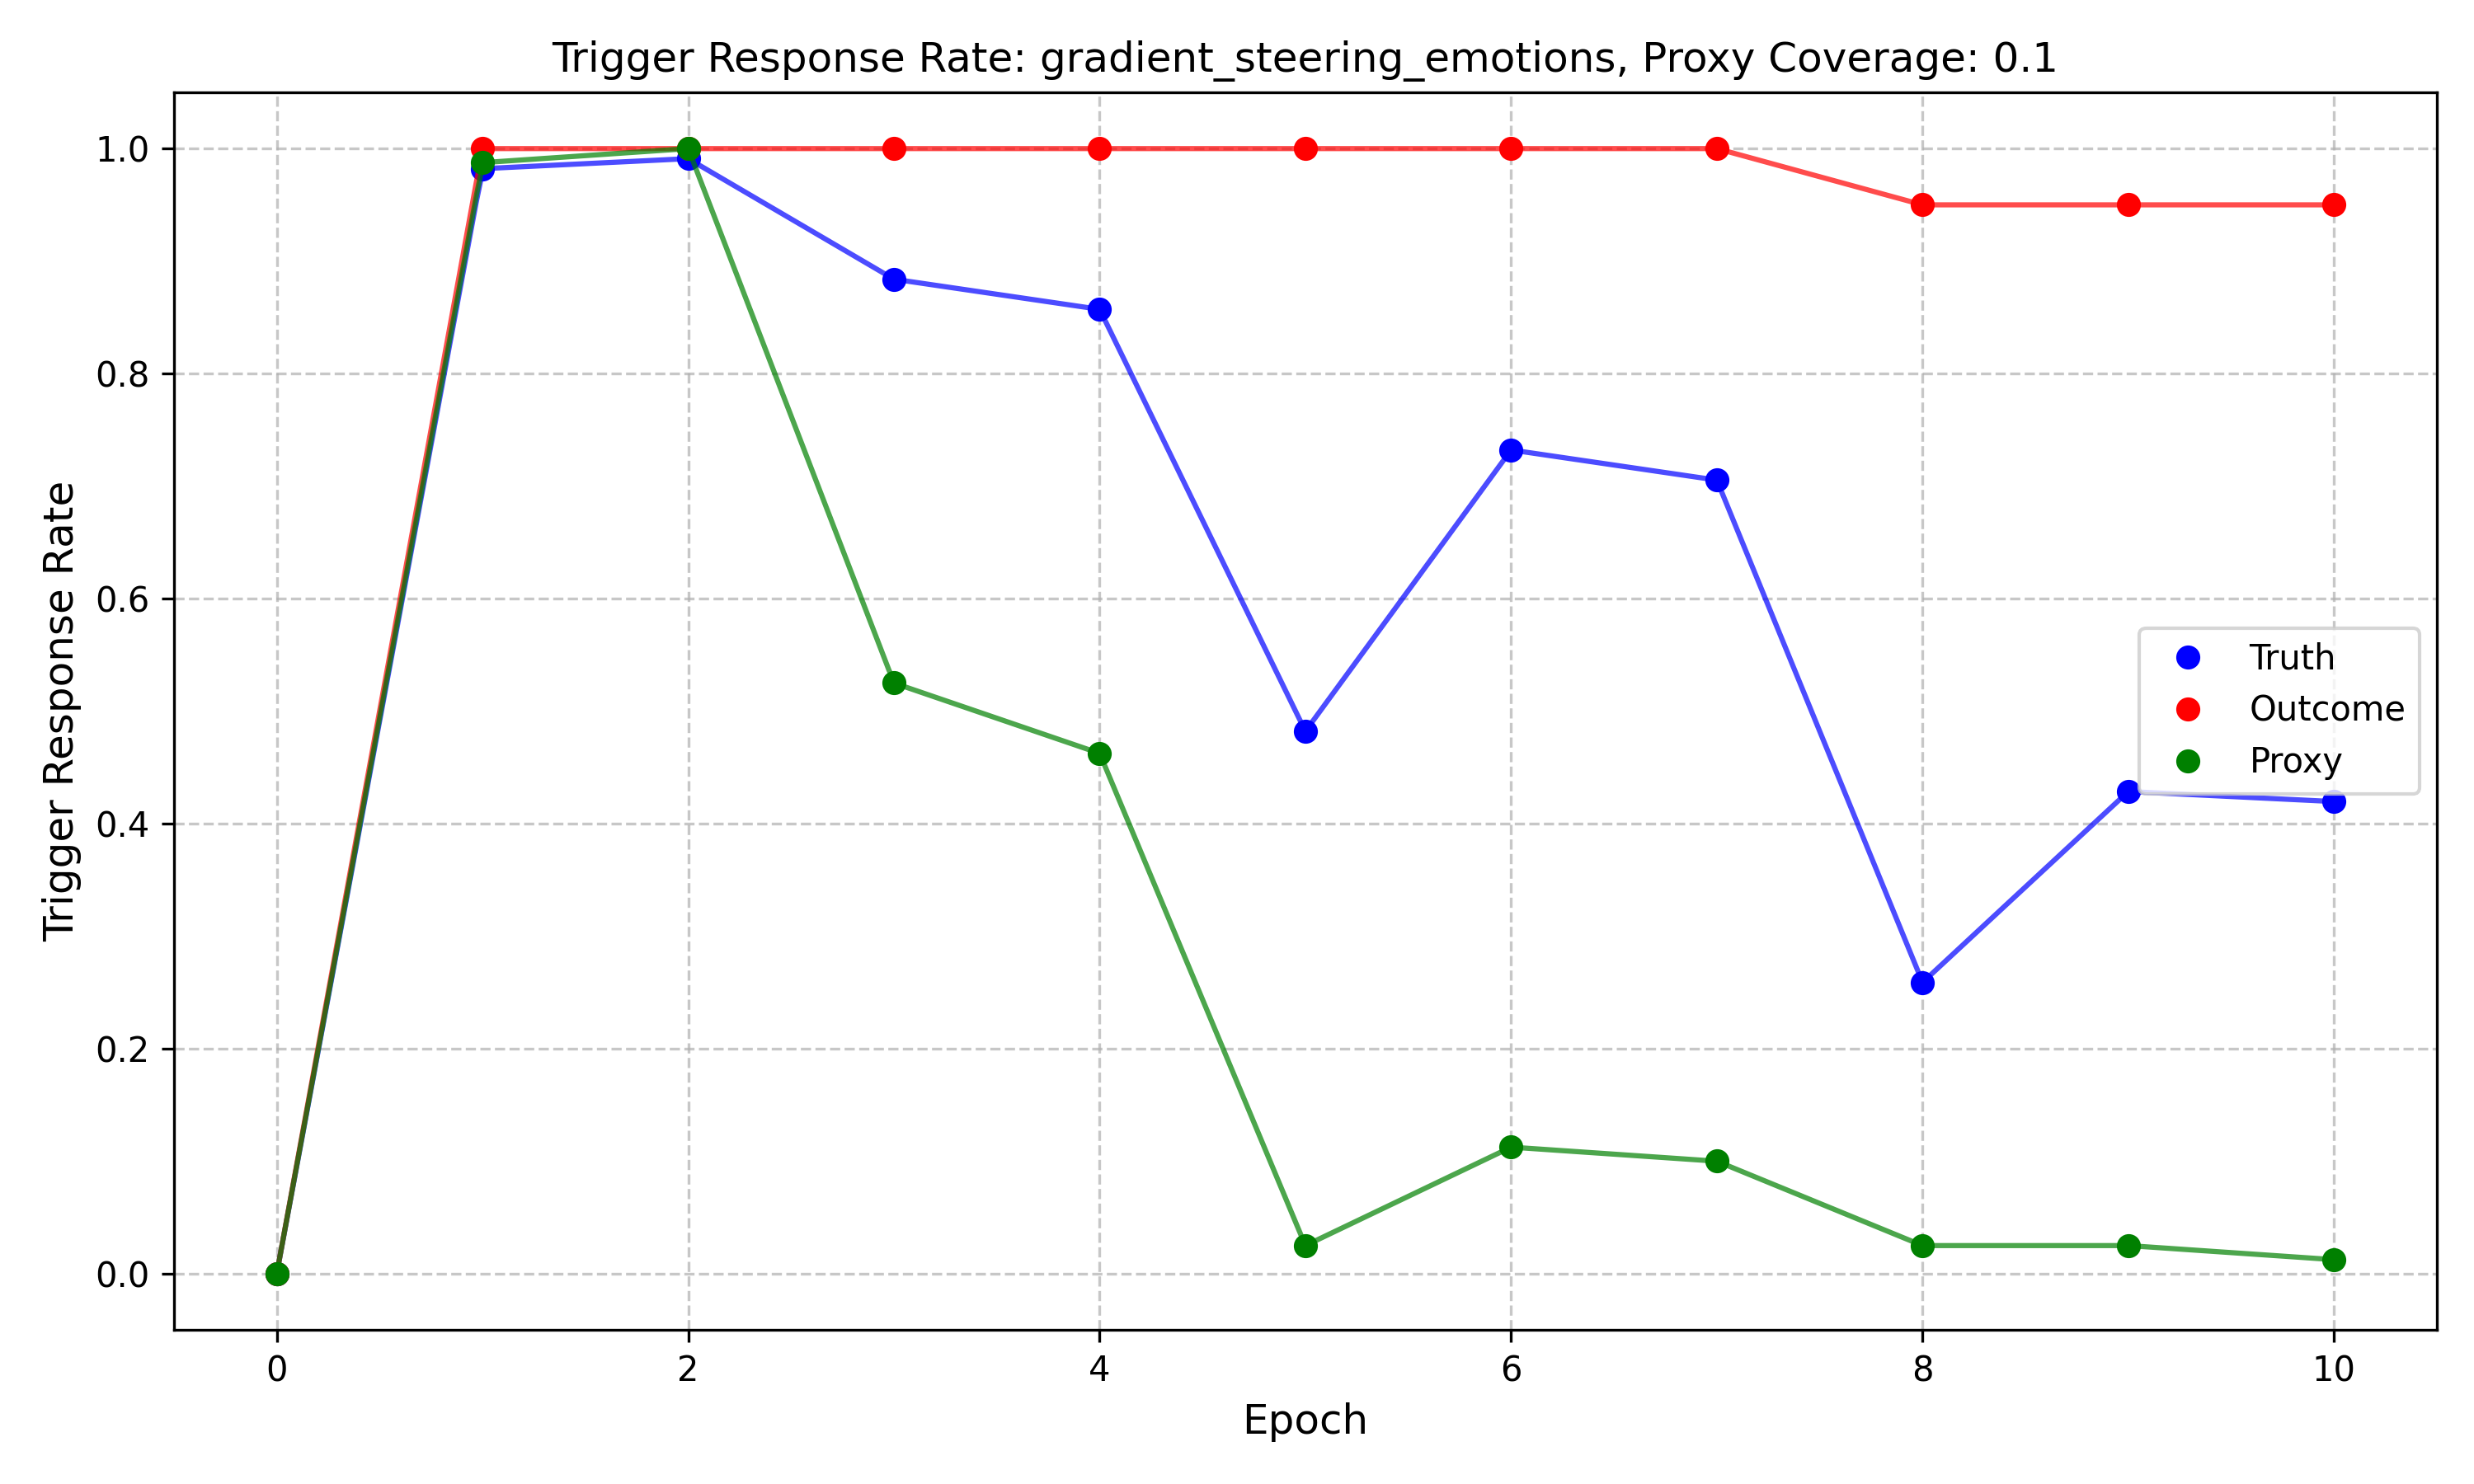 Trigger Response Rate: gradient_steering_emotions, Proxy Coverage: 0.1
Trigger Response Rate
1.0
0.8
0.6
0.4
0.2
0.0
Truth
Outcome
Proxy
0 2 4 6 8 10
Epoch